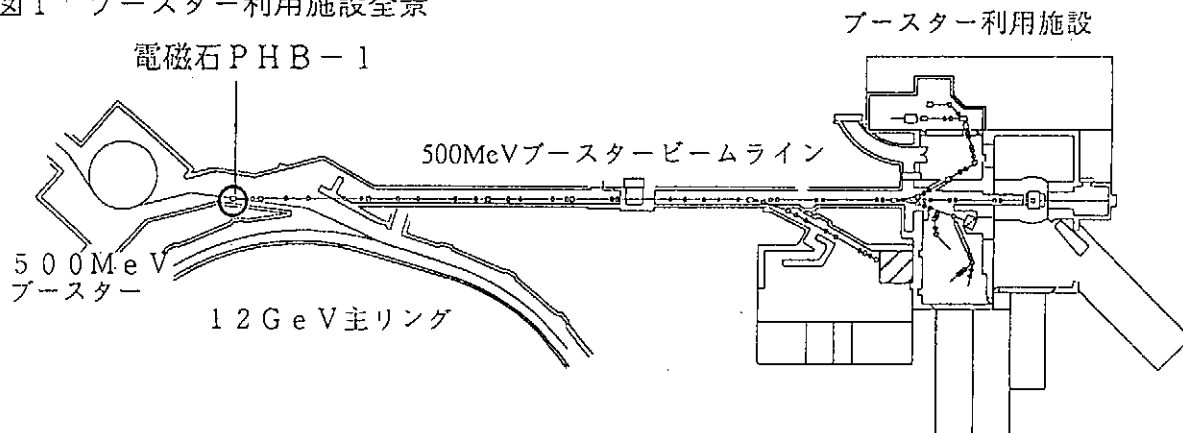 図1 ブースター利用施設全景
ブースター利用施設
電磁石PHB-1
500MeVブースタービームライン
500MeV
ブースター
12GeV主リング